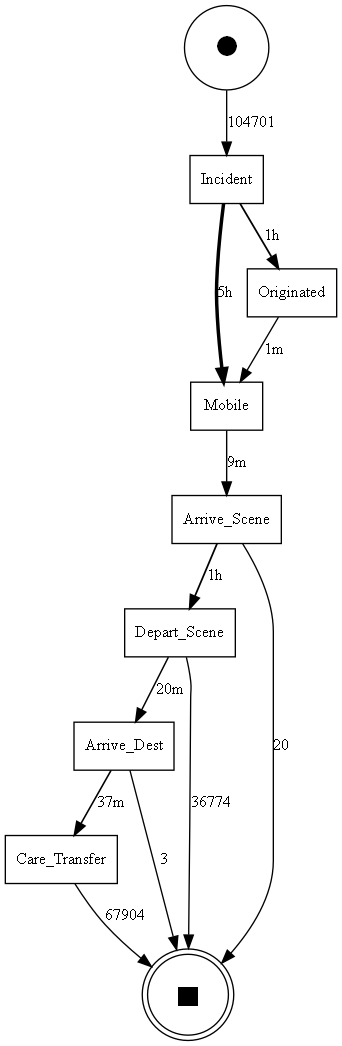 104701
Incident
1h
5h
Originated
1m
Mobile
9m
Arrive_Scene
1h
Depart_Scene
20m
Arrive_Dest
20
37m
36774
Care_Transfer
3
67904